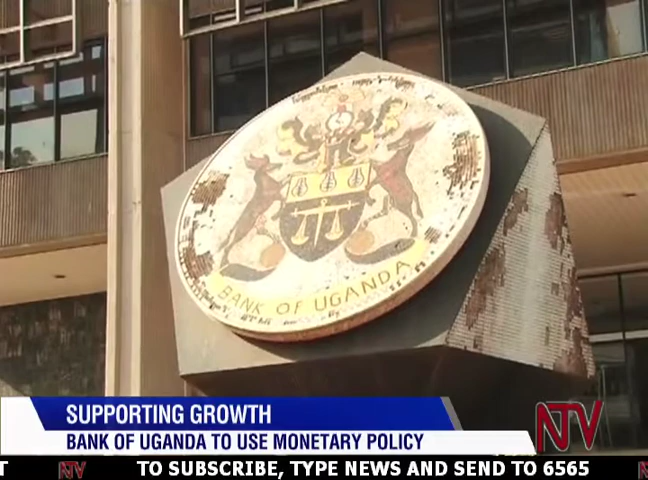 BANK OF UGANDA
SUPPORTING GROWTH
BANK OF UGANDA TO USE MONETARY POLICY
NTV
T NTV TO SUBSCRIBE, TYPE NEWS AND SEND TO 6565 N